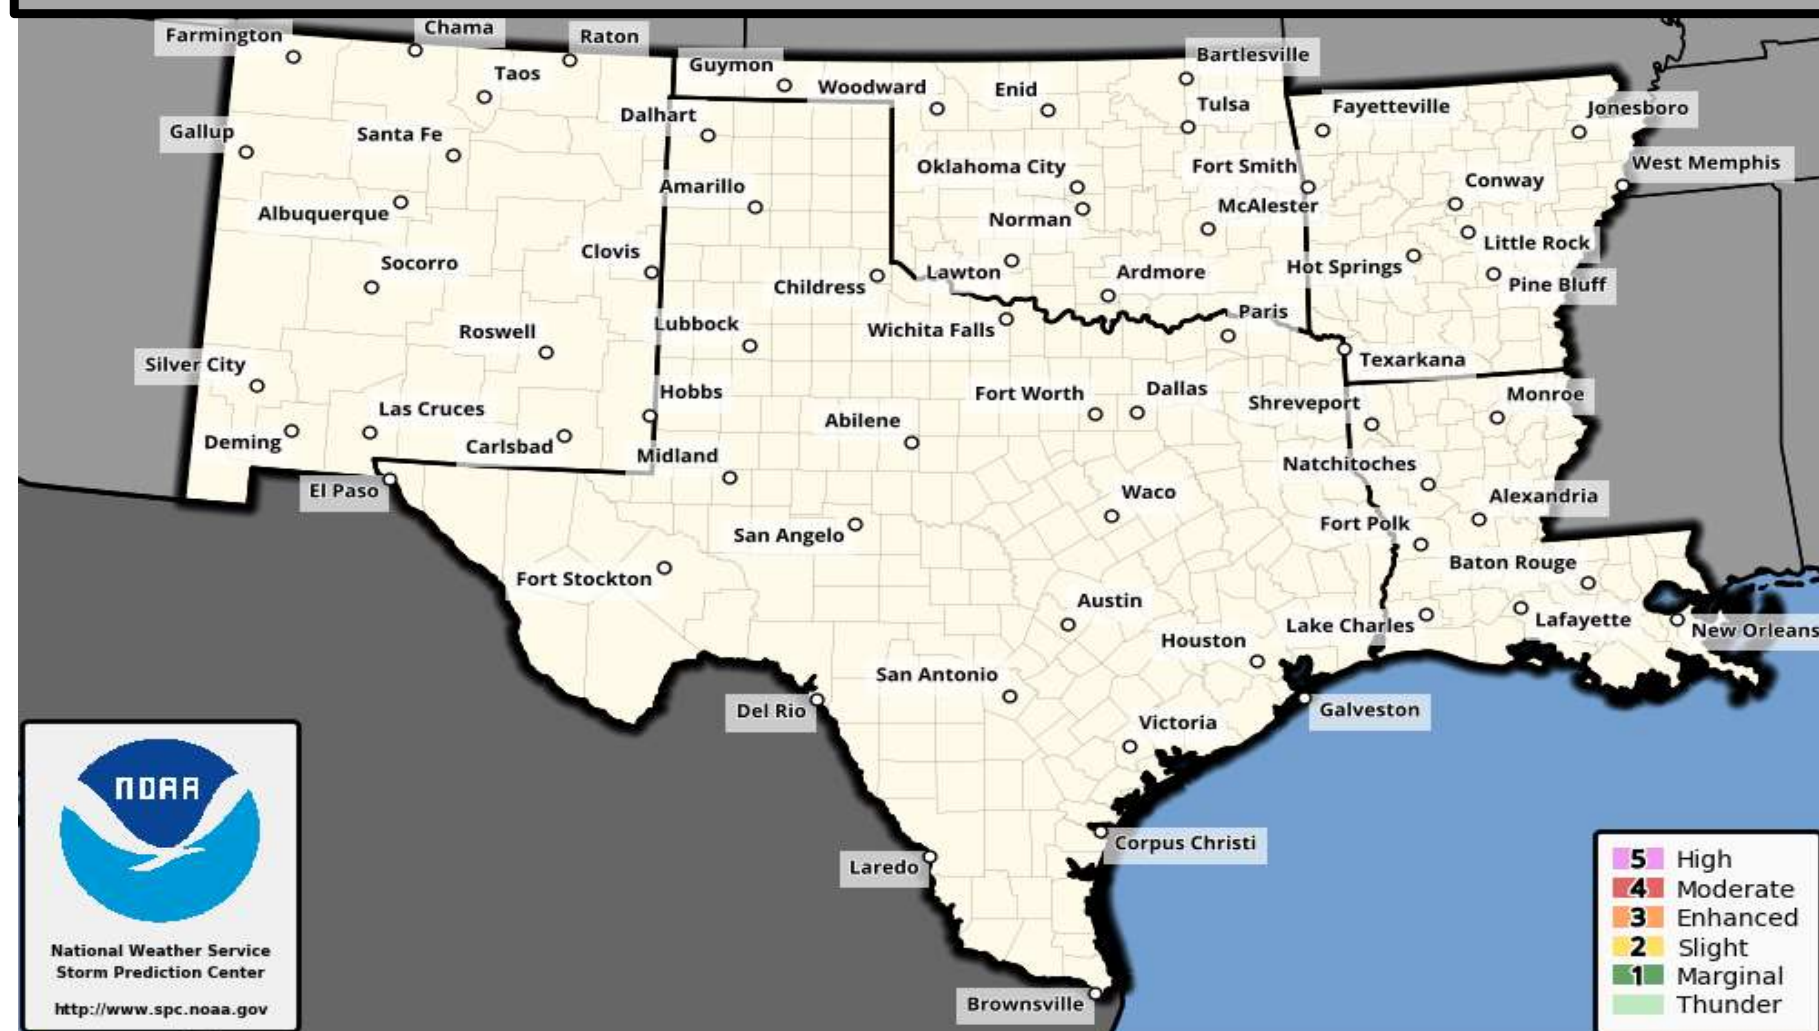 Farmington
Chama
Raton
Taos
Guymon
Woodward
Enid
Bartlesville
Tulsa
Fayetteville
Jonesboro
Dalhart
Gallup
Santa Fe
Oklahoma City
Fort Smith
West Memphis
Conway
Amarillo
Albuquerque
Norman
McAlester
Little Rock
Socorro
Clovis
Childress
Lawton
Ardmore
Hot Springs
Pine Bluff
Roswell
Lubbock
Wichita Falls
Paris
Texarkana
Silver City
Hobbs
Fort Worth
Dallas
Shreveport
Monroe
Las Cruces
Abilene
Deming
Carlsbad
Midland
Natchitoches
El Paso
Waco
Alexandria
San Angelo
Fort Polk
Fort Stockton
Baton Rouge
Austin
Houston
Lake Charles
Lafayette
New Orleans
San Antonio
Del Rio
Victoria
Galveston
Corpus Christi
Laredo
Brownsville
NOAA
National Weather Service
Storm Prediction Center
http://www.spc.noaa.gov
5 High
4 Moderate
3 Enhanced
2 Slight
1 Marginal
Thunder